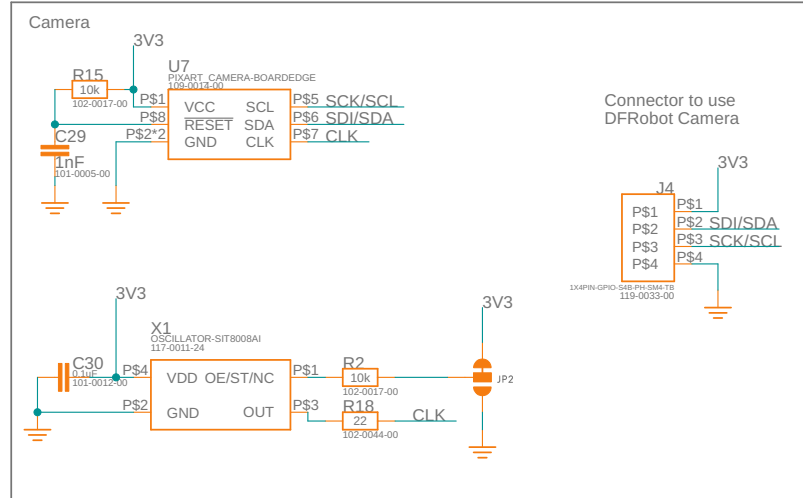 Camera
3V3
R15
10k
102-0017-00
U7
PIXART_CAMERA-BOARDEDGE
109-0014-00
P$1 VCC SCL P$5 SCK/SCL
P$8 RESET SDA P$6 SDI/SDA
P$2*2 GND CLK P$7 CLK
C29
1nF
101-0005-00
Connector to use
DFRobot Camera
3V3
J4
P$1 P$1
P$2 P$2 SDI/SDA
P$3 P$3 SCK/SCL
P$4 P$4
1X4PIN-GPIO-S4B-PH-SM4-TB
119-0033-00
3V3
X1
OSCILLATOR-SIT8008AI
117-0011-24
C30
0.1uF
101-0012-00
P$4 VDD OE/ST/NC P$1
P$2 GND OUT P$3
R2
10k
102-0017-00
R18
22
102-0044-00
CLK
3V3
JP2